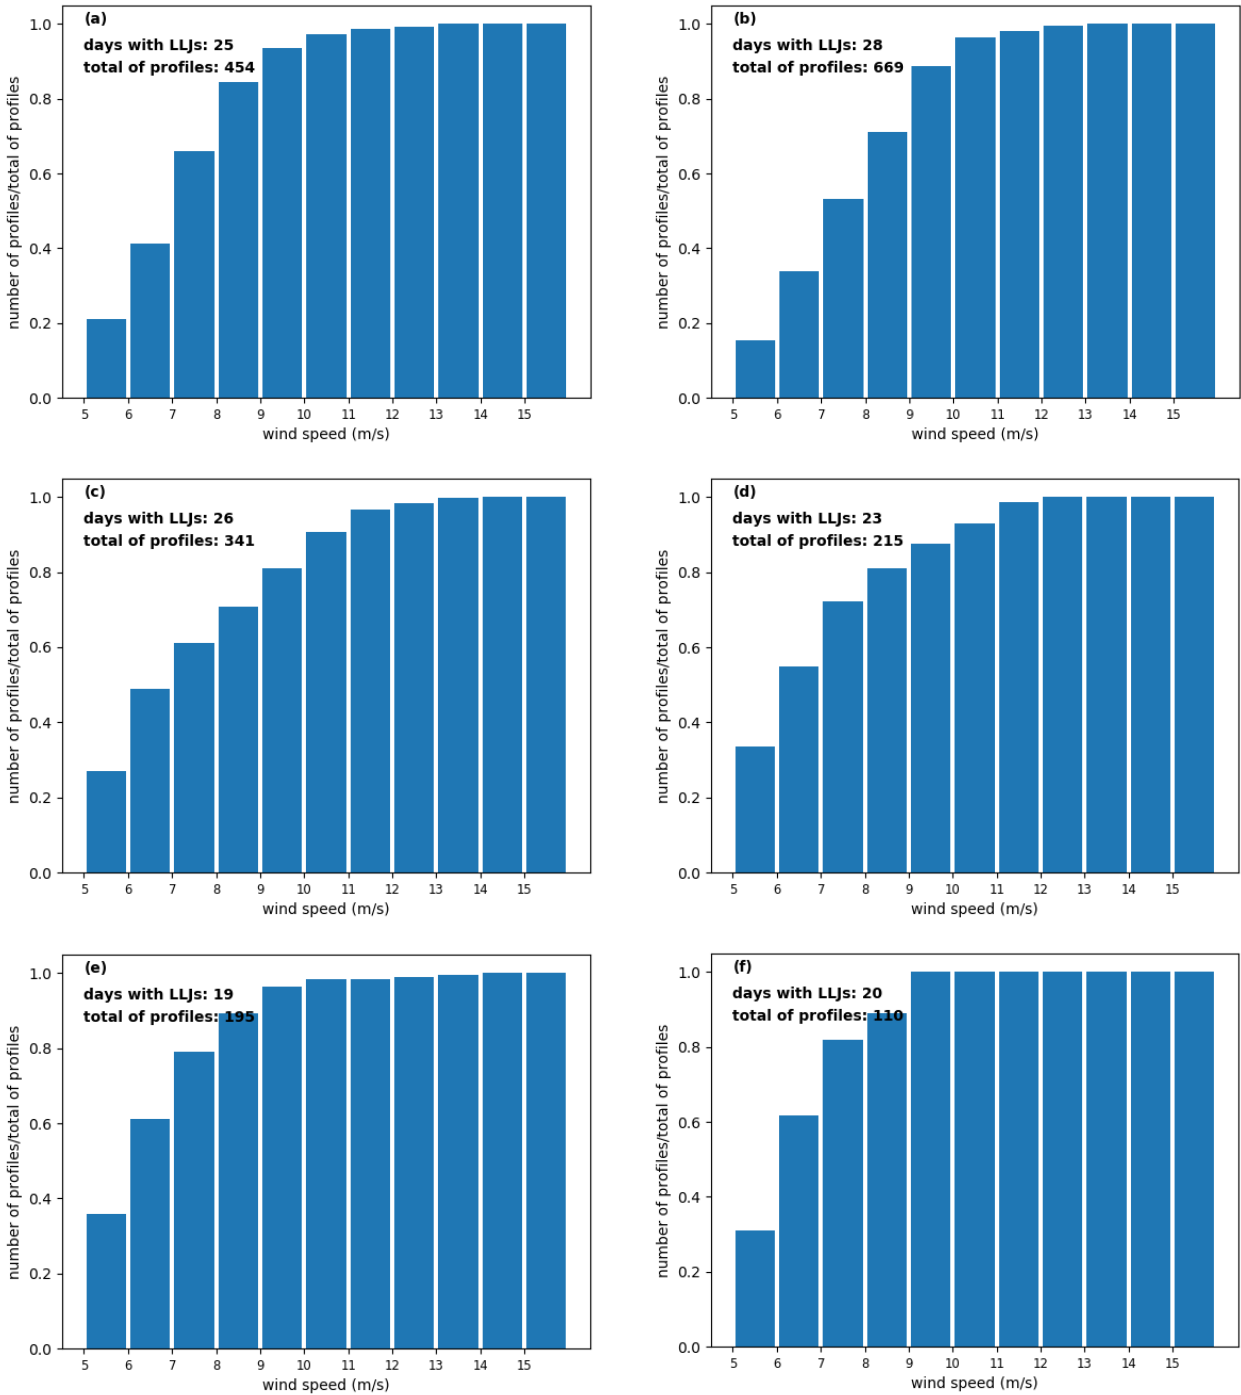 (a)
days with LLJs: 25
total of profiles: 454
number of profiles/total of profiles
1.0
0.8
0.6
0.4
0.2
0.0
5 6 7 8 9 10 11 12 13 14 15
wind speed (m/s)
(b)
days with LLJs: 28
total of profiles: 669
number of profiles/total of profiles
1.0
0.8
0.6
0.4
0.2
0.0
5 6 7 8 9 10 11 12 13 14 15
wind speed (m/s)
(c)
days with LLJs: 26
total of profiles: 341
number of profiles/total of profiles
1.0
0.8
0.6
0.4
0.2
0.0
5 6 7 8 9 10 11 12 13 14 15
wind speed (m/s)
(d)
days with LLJs: 23
total of profiles: 215
number of profiles/total of profiles
1.0
0.8
0.6
0.4
0.2
0.0
5 6 7 8 9 10 11 12 13 14 15
wind speed (m/s)
(e)
days with LLJs: 19
total of profiles: 195
number of profiles/total of profiles
1.0
0.8
0.6
0.4
0.2
0.0
5 6 7 8 9 10 11 12 13 14 15
wind speed (m/s)
(f)
days with LLJs: 20
total of profiles: 110
number of profiles/total of profiles
1.0
0.8
0.6
0.4
0.2
0.0
5 6 7 8 9 10 11 12 13 14 15
wind speed (m/s)